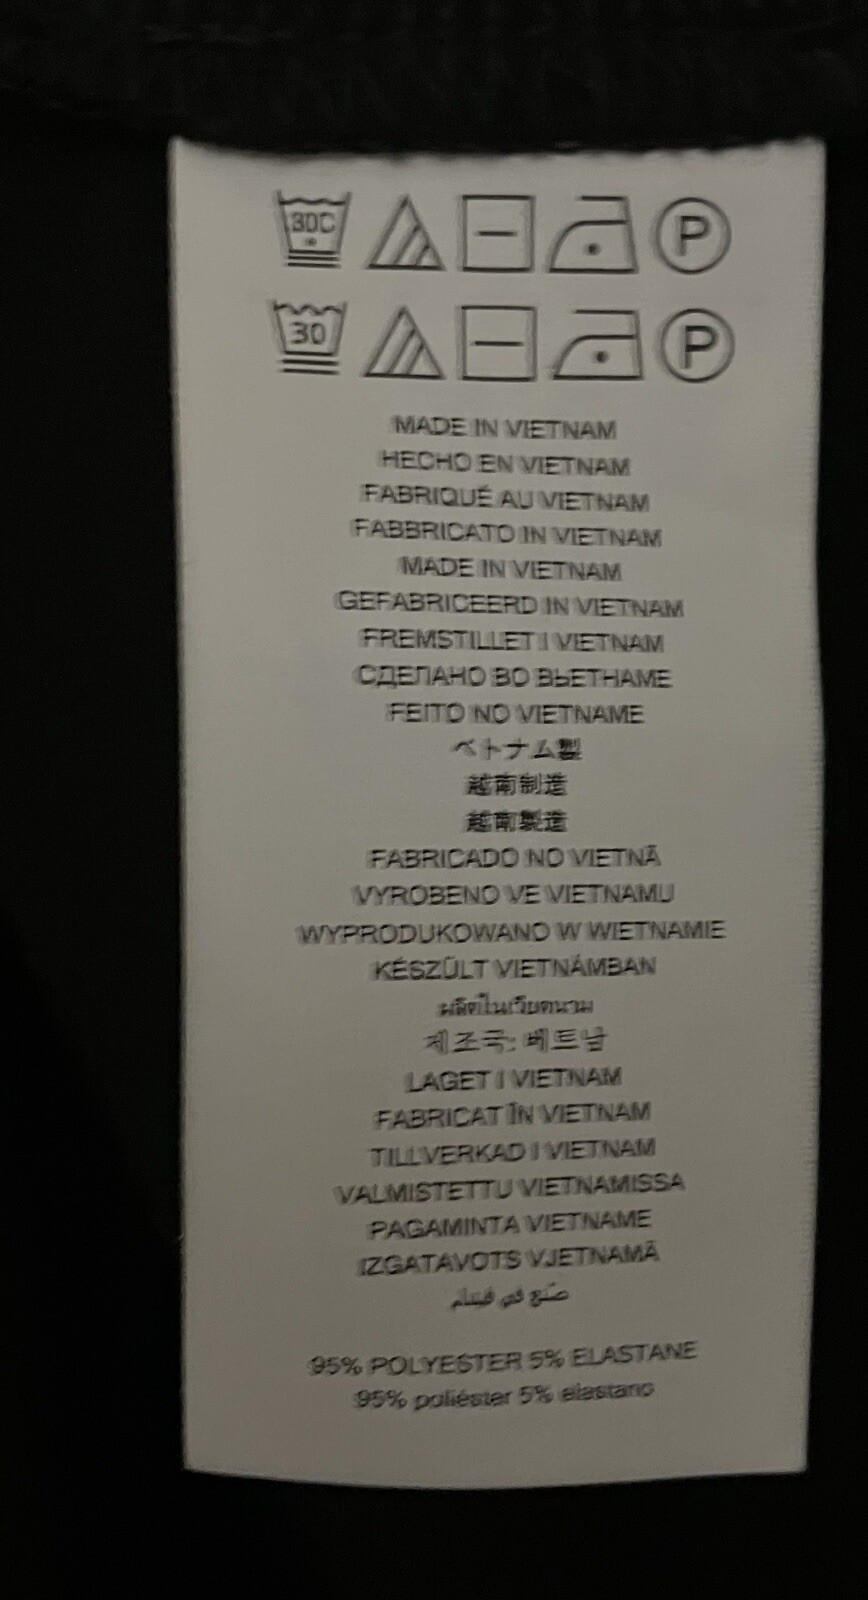 30C P
30 P
MADE IN VIETNAM
HECHO EN VIETNAM
FABRIQUÉ AU VIETNAM
FABBRICATO IN VIETNAM
MADE IN VIETNAM
GEFABRICEERD IN VIETNAM
FREMSTILLET I VIETNAM
СДЕЛАНО ВО ВЬЕТНАМЕ
FEITO NO VIETNAME
ベトナム製
越南制造
越南製造
FABRICADO NO VIETNÃ
VYROBENO VE VIETNAMU
WYPRODUKOWANO W WIETNAMIE
KÉSZÜLT VIETNÁMBAN
ผลิตในเวียดนาม
제조국: 베트남
LAGET I VIETNAM
FABRICAT ÎN VIETNAM
TILLVERKAD I VIETNAM
VALMISTETTU VIETNAMISSA
PAGAMINTA VIETNAME
IZGATAVOTS VJETNAMĀ
صنع في فيتنام
95% POLYESTER 5% ELASTANE
95% poliéster 5% elastano